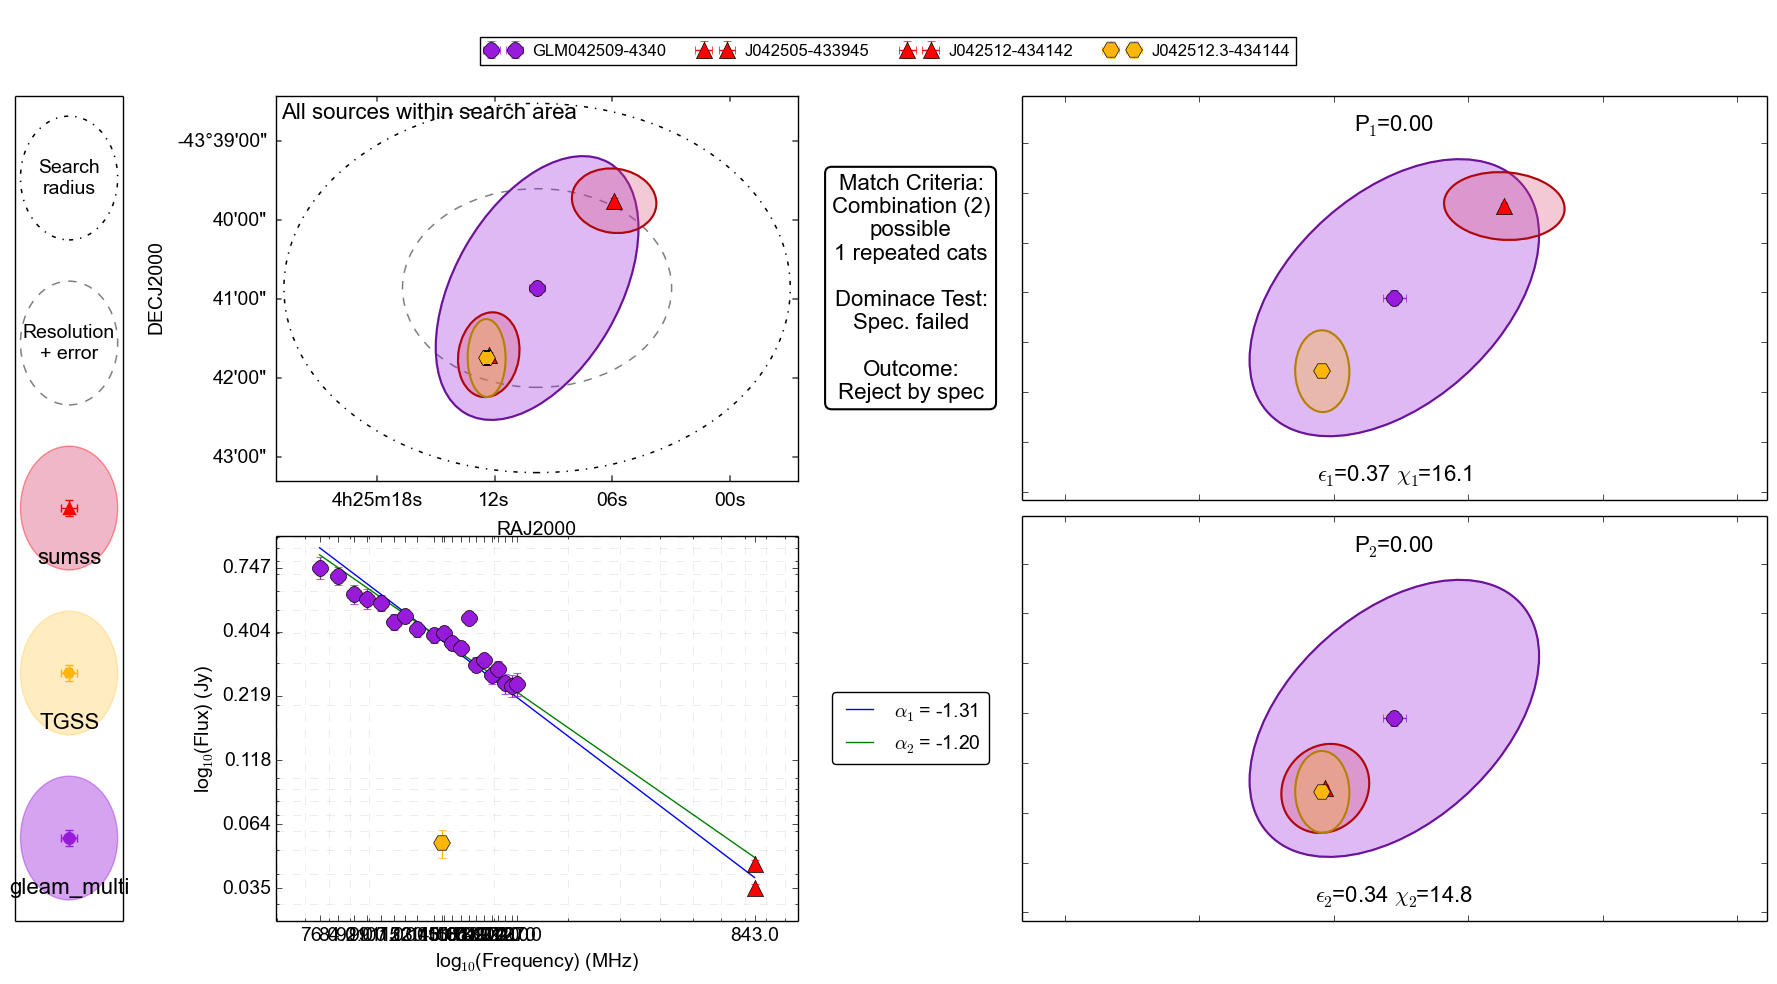 GLM042509-4340 J042505-433945 J042512-434142 J042512.3-434144
Search
radius
Resolution
+ error
sumss
TGSS
gleam_multi
All sources within search area
DECJ2000
-43°39'00"
40'00"
41'00"
42'00"
43'00"
4h25m18s 12s 06s 00s
RAJ2000
Match Criteria:
Combination (2)
possible
1 repeated cats
Dominace Test:
Spec. failed
Outcome:
Reject by spec
P1=0.00
ϵ1=0.37 χ1=16.1
log10(Flux) (Jy)
0.747
0.404
0.219
0.118
0.064
0.035
843.0
log10(Frequency) (MHz)
α1 = -1.31
α2 = -1.20
P2=0.00
ϵ2=0.34 χ2=14.8